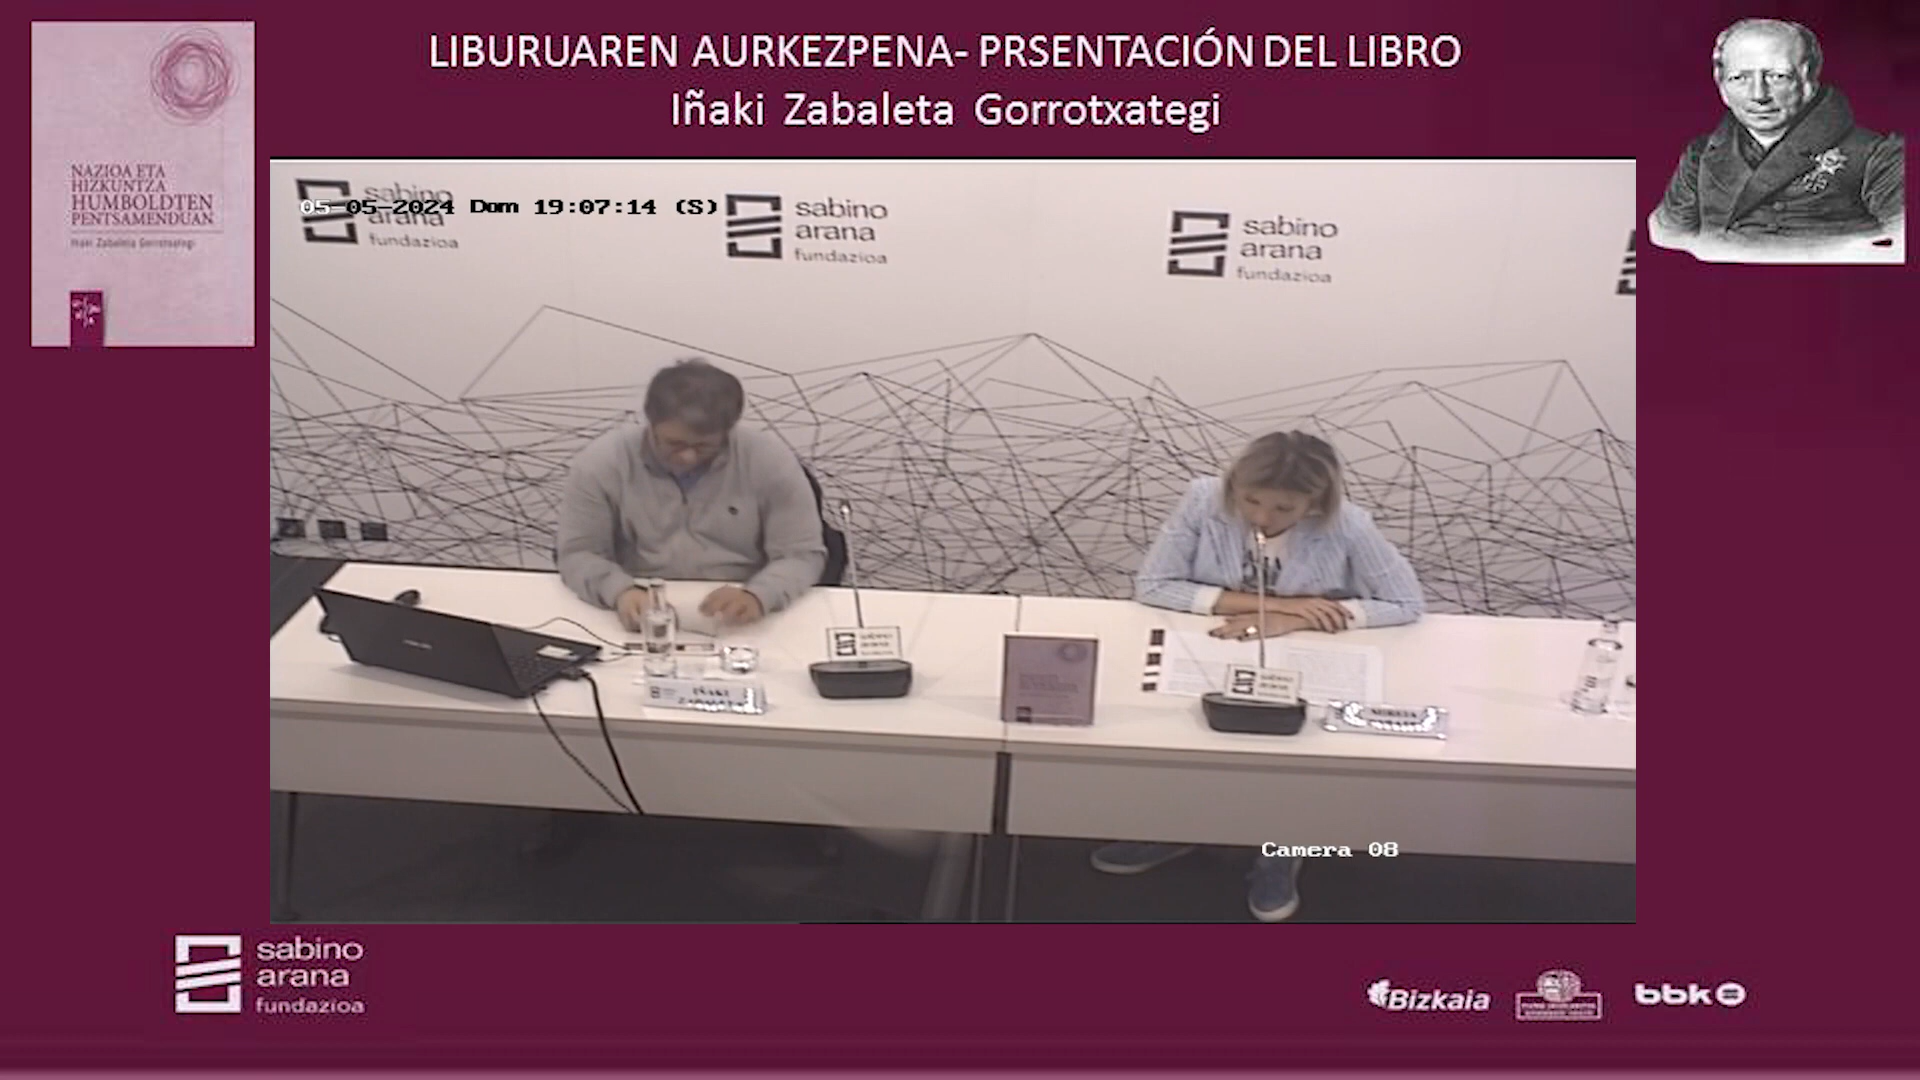 LIBURUAREN AURKEZPENA- PRSENTACIÓN DEL LIBRO
Iñaki Zabaleta Gorrotxategi
NAZIOA ETA
HIZKUNTZA
HUMBOLDTEN
PENTSAMENDUAN
Iñaki Zabaleta Gorrotxategi
sabino
arana
fundazioa
05-05-2024 Dom 19:07:14 (S)
sabino
arana
fundazioa
sabino
arana
fundazioa
IÑAKI
ZABALETA
Camera 08
sabino
arana
fundazioa
Bizkaia
bbk